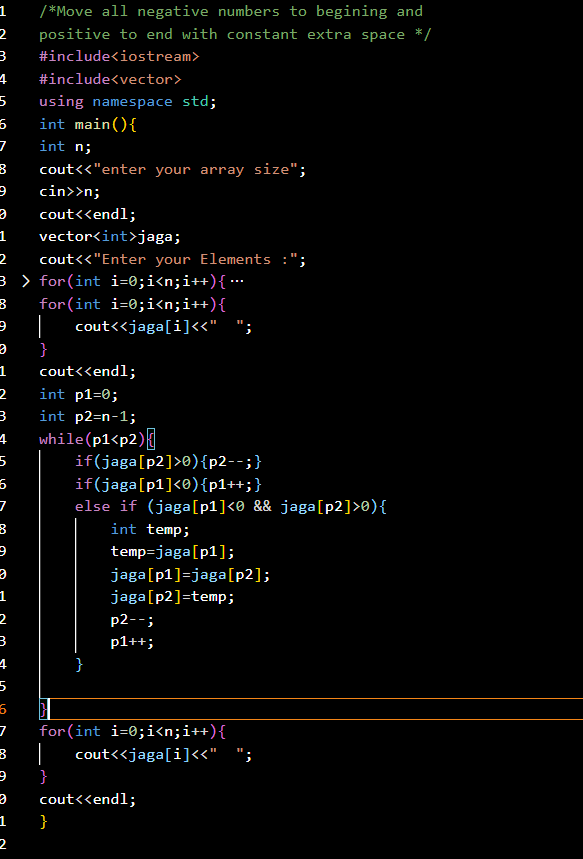 1 /*Move all negative numbers to begining and
2 positive to end with constant extra space */
3 #include<iostream>
4 #include<vector>
5 using namespace std;
6 int main(){
7 int n;
8 cout<<"enter your array size";
9 cin>>n;
0 cout<<endl;
1 vector<int>jaga;
2 cout<<"Enter your Elements :";
3 > for(int i=0;i<n;i++){⋯
8 for(int i=0;i<n;i++){
9     cout<<jaga[i]<<"  ";
0 }
1 cout<<endl;
2 int p1=0;
3 int p2=n-1;
4 while(p1<p2){
5     if(jaga[p2]>0){p2--;}
6     if(jaga[p1]<0){p1++;}
7     else if (jaga[p1]<0 && jaga[p2]>0){
8         int temp;
9         temp=jaga[p1];
0         jaga[p1]=jaga[p2];
1         jaga[p2]=temp;
2         p2--;
3         p1++;
4     }
5
6 }
7 for(int i=0;i<n;i++){
8     cout<<jaga[i]<<"  ";
9 }
0 cout<<endl;
1 }
2